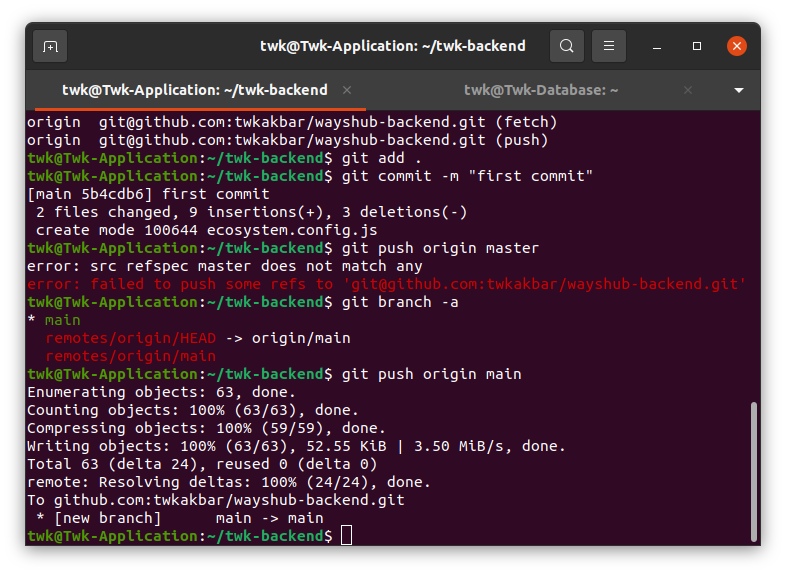 twk@Twk-Application: ~/twk-backend
twk@Twk-Application: ~/twk-backend
twk@Twk-Database: ~
origin  git@github.com:twkakbar/wayshub-backend.git (fetch)
origin  git@github.com:twkakbar/wayshub-backend.git (push)
twk@Twk-Application:~/twk-backend$ git add .
twk@Twk-Application:~/twk-backend$ git commit -m "first commit"
[main 5b4cdb6] first commit
 2 files changed, 9 insertions(+), 3 deletions(-)
 create mode 100644 ecosystem.config.js
twk@Twk-Application:~/twk-backend$ git push origin master
error: src refspec master does not match any
error: failed to push some refs to 'git@github.com:twkakbar/wayshub-backend.git'
twk@Twk-Application:~/twk-backend$ git branch -a
* main
  remotes/origin/HEAD -> origin/main
  remotes/origin/main
twk@Twk-Application:~/twk-backend$ git push origin main
Enumerating objects: 63, done.
Counting objects: 100% (63/63), done.
Compressing objects: 100% (59/59), done.
Writing objects: 100% (63/63), 52.55 KiB | 3.50 MiB/s, done.
Total 63 (delta 24), reused 0 (delta 0)
remote: Resolving deltas: 100% (24/24), done.
To github.com:twkakbar/wayshub-backend.git
 * [new branch]      main -> main
twk@Twk-Application:~/twk-backend$